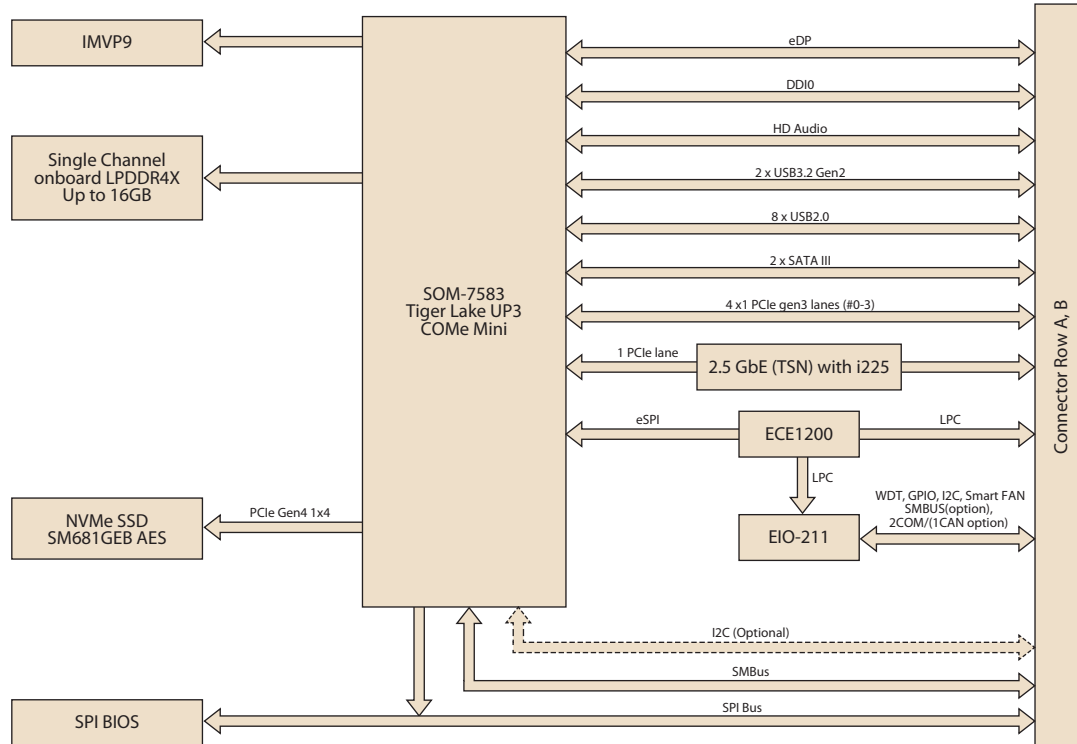 IMVP9
Single Channel
onboard LPDDR4X
Up to 16GB
NVMe SSD
SM681GEB AES
SPI BIOS
PCIe Gen4 1x4
SOM-7583
Tiger Lake UP3
COMe Mini
eDP
DDI0
HD Audio
2 x USB3.2 Gen2
8 x USB2.0
2 x SATA III
4 x1 PCIe gen3 lanes (#0-3)
1 PCIe lane
2.5 GbE (TSN) with i225
eSPI
ECE1200
LPC
LPC
EIO-211
WDT, GPIO, I2C, Smart FAN
SMBUS(option),
2COM/(1CAN option)
I2C (Optional)
SMBus
SPI Bus
Connector Row A, B